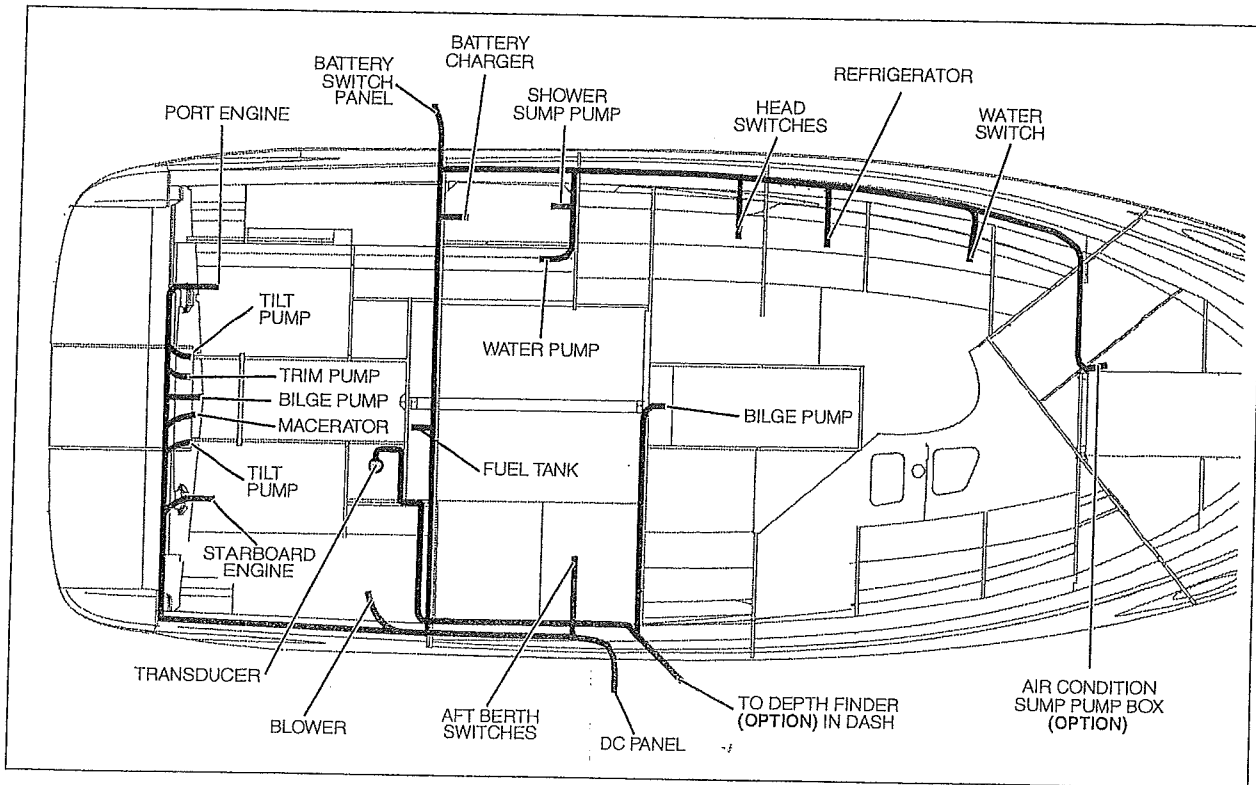 BATTERY
CHARGER
BATTERY
SWITCH
PANEL
PORT ENGINE
SHOWER
SUMP PUMP
HEAD
SWITCHES
REFRIGERATOR
WATER
SWITCH
TILT
PUMP
TRIM PUMP
BILGE PUMP
MACERATOR
TILT
PUMP
STARBOARD
ENGINE
WATER PUMP
FUEL TANK
BILGE PUMP
TRANSDUCER
BLOWER
AFT BERTH
SWITCHES
DC PANEL
TO DEPTH FINDER
(OPTION) IN DASH
AIR CONDITION
SUMP PUMP BOX
(OPTION)